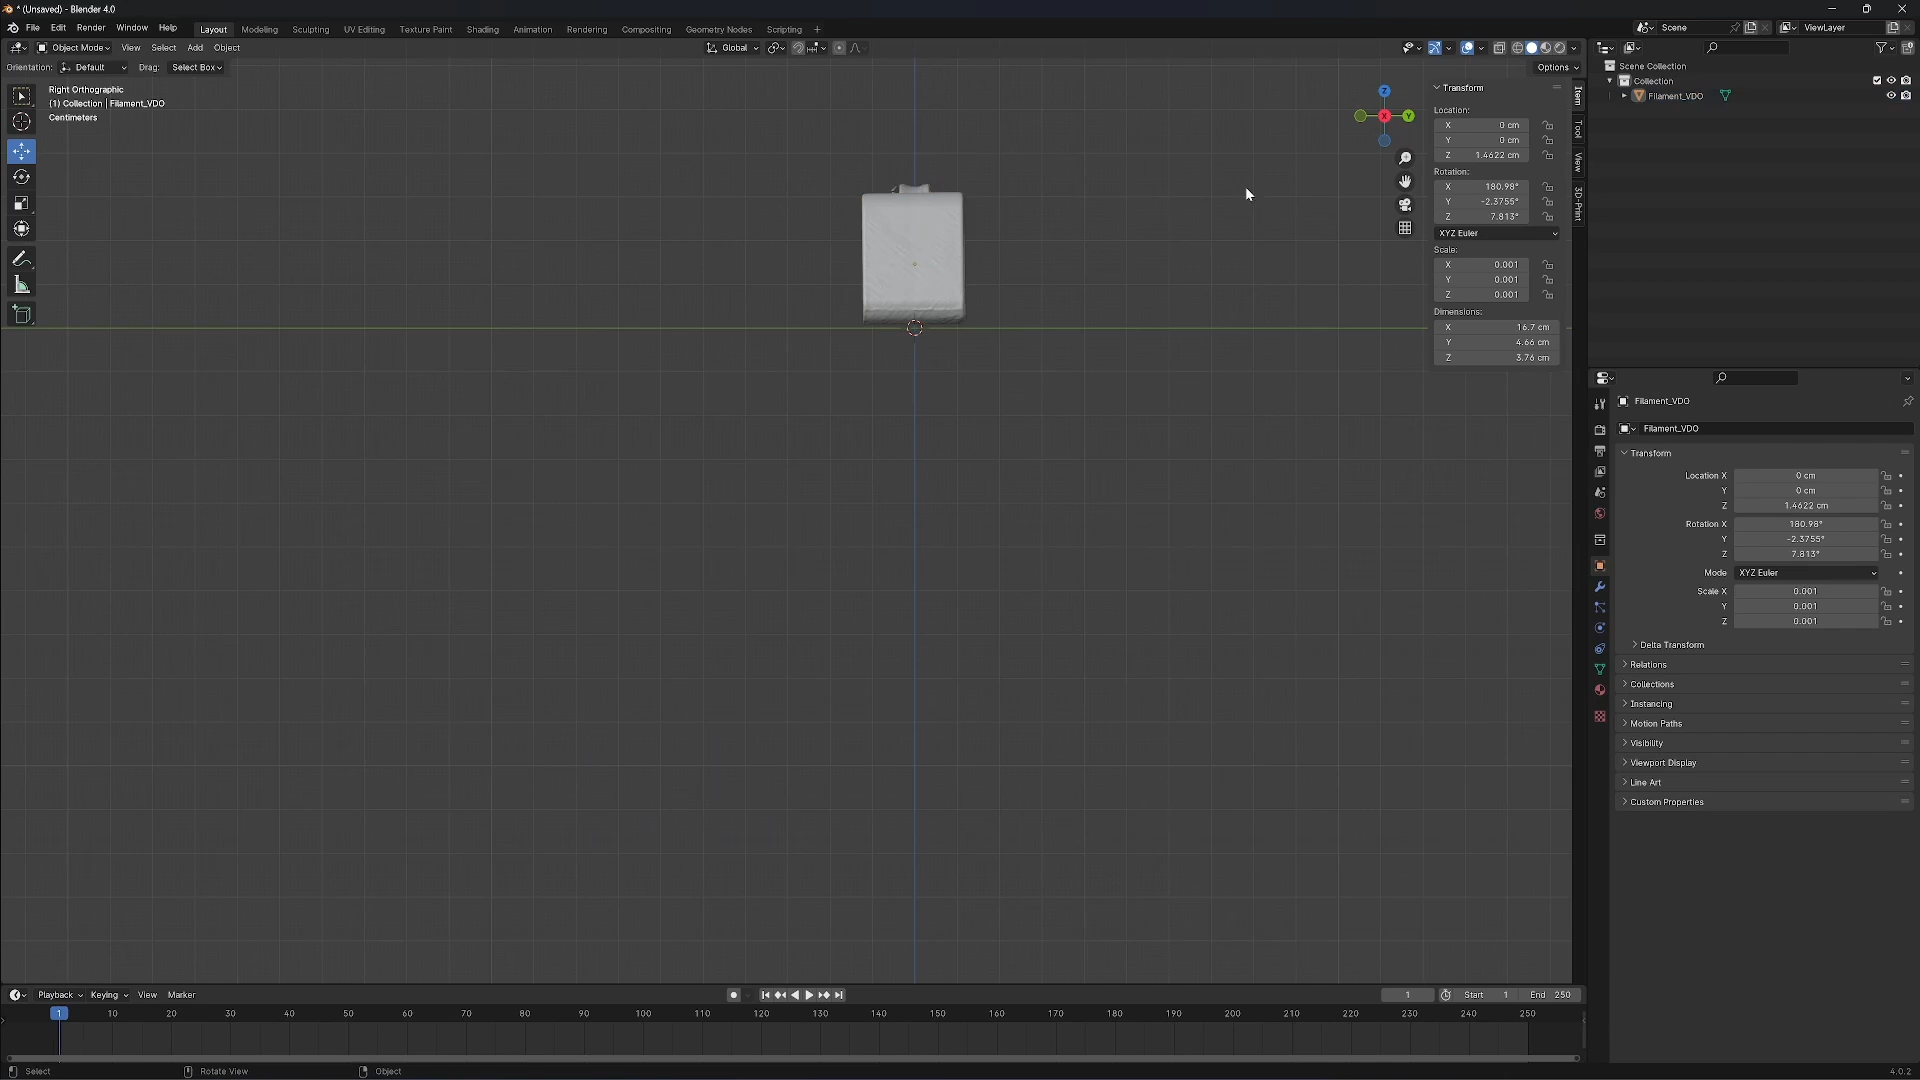 * (Unsaved) - Blender 4.0
File Edit Render Window Help
Layout Modeling Sculpting UV Editing Texture Paint Shading Animation Rendering Compositing Geometry Nodes Scripting +
Scene
ViewLayer
Object Mode View Select Add Object
Global
Orientation: Default Drag: Select Box
Options
Right Orthographic
(1) Collection | Filament_VDO
Centimeters
Z
X
Y
Transform
Location:
X 0 cm
Y 0 cm
Z 1.4622 cm
Rotation:
X 180.98°
Y -2.3755°
Z 7.813°
XYZ Euler
Scale:
X 0.001
Y 0.001
Z 0.001
Dimensions:
X 16.7 cm
Y 4.66 cm
Z 3.76 cm
Item
Tool
View
3D-Print
Scene Collection
Collection
Filament_VDO
Filament_VDO
Filament_VDO
Transform
Location X 0 cm
Y 0 cm
Z 1.4622 cm
Rotation X 180.98°
Y -2.3755°
Z 7.813°
Mode XYZ Euler
Scale X 0.001
Y 0.001
Z 0.001
Delta Transform
Relations
Collections
Instancing
Motion Paths
Visibility
Viewport Display
Line Art
Custom Properties
Playback Keying View Marker
1 Start 1 End 250
1 10 20 30 40 50 60 70 80 90 100 110 120 130 140 150 160 170 180 190 200 210 220 230 240 250
Select Rotate View Object
4.0.2